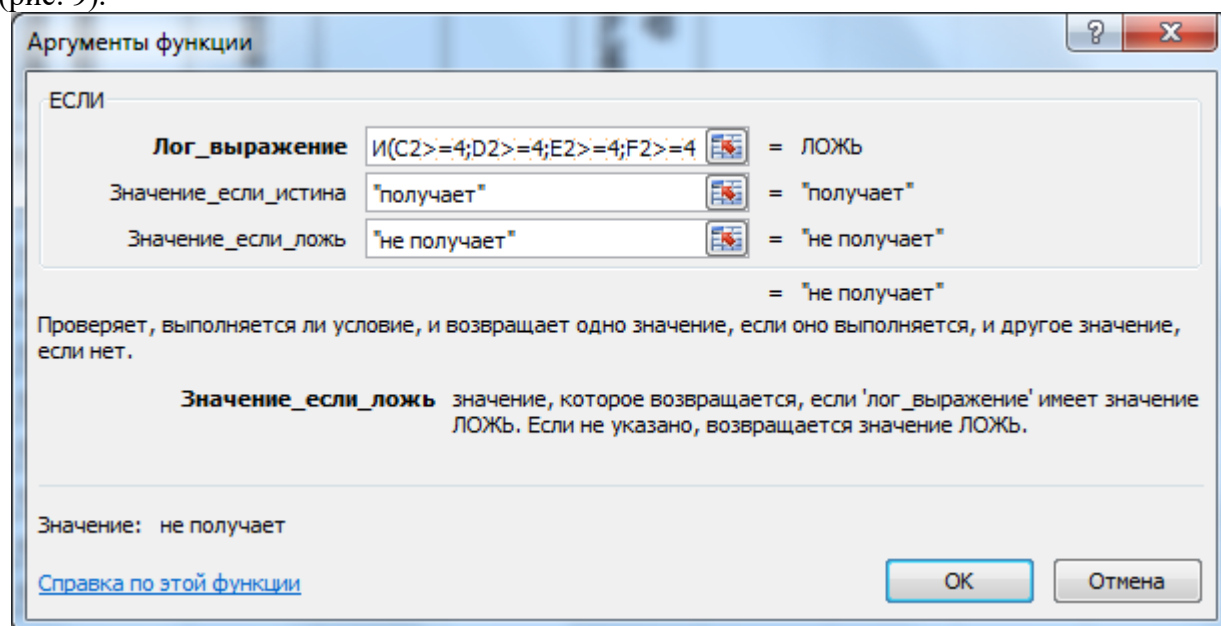 (рис. 9).
Аргументы функции
ЕСЛИ
Лог_выражение И(C2>=4;D2>=4;E2>=4;F2>=4 = ЛОЖЬ
Значение_если_истина "получает" = "получает"
Значение_если_ложь "не получает" = "не получает"
= "не получает"
Проверяет, выполняется ли условие, и возвращает одно значение, если оно выполняется, и другое значение,
если нет.
Значение_если_ложь значение, которое возвращается, если 'лог_выражение' имеет значение
ЛОЖЬ. Если не указано, возвращается значение ЛОЖЬ.
Значение: не получает
Справка по этой функции
ОК
Отмена